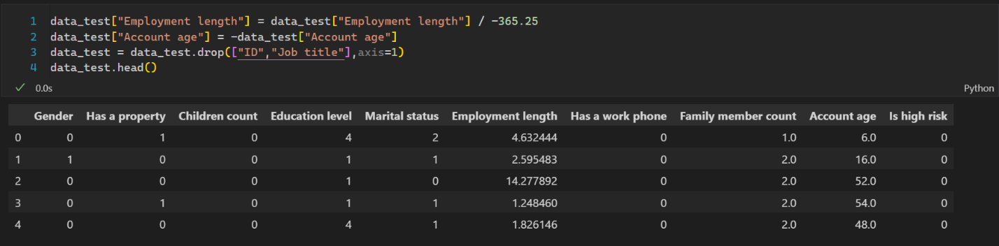 1 data_test["Employment length"] = data_test["Employment length"] / -365.25
2 data_test["Account age"] = -data_test["Account age"]
3 data_test = data_test.drop(["ID","Job title"],axis=1)
4 data_test.head()
0.0s
Python
Gender Has a property Children count Education level Marital status Employment length Has a work phone Family member count Account age Is high risk
0 0 1 0 4 2 4.632444 0 1.0 6.0 0
1 1 0 0 1 1 2.595483 0 2.0 16.0 0
2 0 0 0 1 0 14.277892 0 2.0 52.0 0
3 0 1 0 1 1 1.248460 0 2.0 54.0 0
4 0 0 0 4 1 1.826146 0 2.0 48.0 0